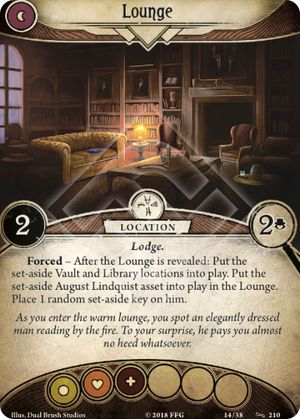 Lounge
2
LOCATION
2
Lodge.
Forced – After the Lounge is revealed: Put the
set-aside Vault and Library locations into play. Put the
set-aside August Lindquist asset into play in the Lounge.
Place 1 random set-aside key on him.
As you enter the warm lounge, you spot an elegantly dressed
man reading by the fire. To your surprise, he pays you almost
no heed whatsoever.
Illus. Dual Brush Studios
© 2018 FFG
14/38
210